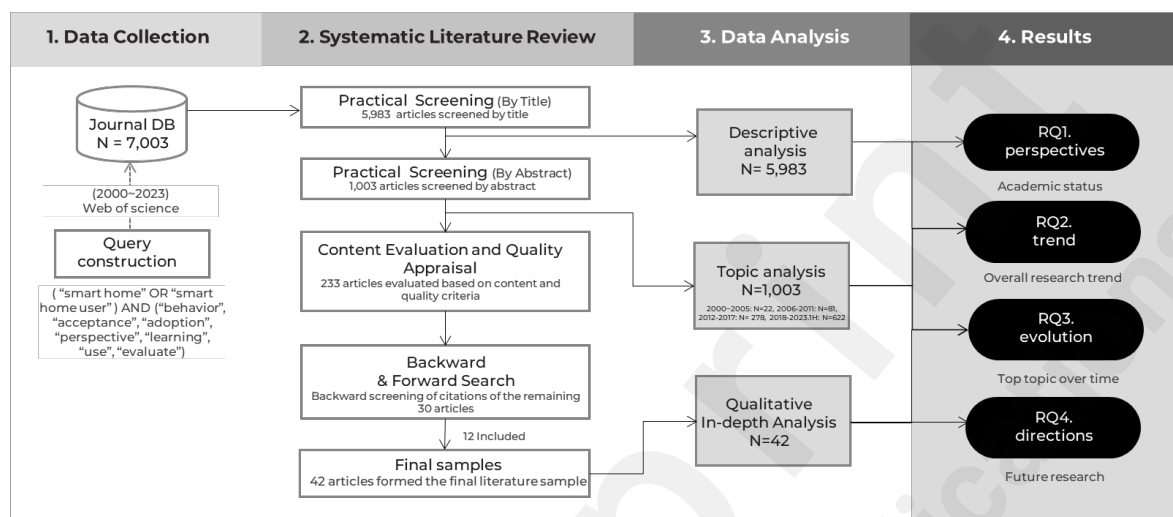 1. Data Collection
2. Systematic Literature Review
3. Data Analysis
4. Results
Journal DB
N = 7,003
(2000~2023)
Web of science
Query
construction
( “smart home” OR “smart
home user” ) AND (“behavior”,
“acceptance”, “adoption”,
“perspective”, “learning”,
“use”, “evaluate”)
Practical Screening (By Title)
5,983 articles screened by title
Practical Screening (By Abstract)
1,003 articles screened by abstract
Content Evaluation and Quality
Appraisal
233 articles evaluated based on content and
quality criteria
Backward
& Forward Search
Backward screening of citations of the remaining
30 articles
12 Included
Final samples
42 articles formed the final literature sample
Descriptive
analysis
N= 5,983
Topic analysis
N=1,003
2000~2005: N=22, 2006-2011: N=81,
2012-2017: N= 278, 2018-2023.1H: N=622
Qualitative
In-depth Analysis
N=42
RQ1.
perspectives
Academic status
RQ2.
trend
Overall research trend
RQ3.
evolution
Top topic over time
RQ4.
directions
Future research